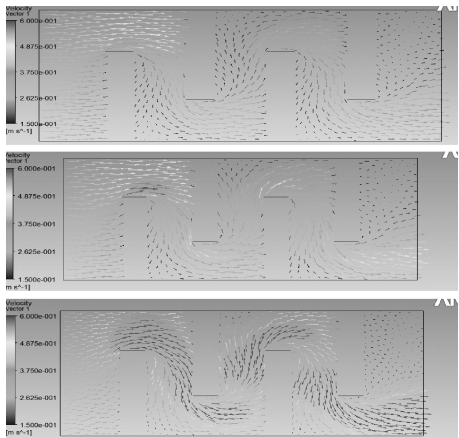 Velocity
Vector 1
6.000e-001
4.875e-001
3.750e-001
2.625e-001
1.500e-001
[m s^-1]
Velocity
Vector 1
6.000e-001
4.875e-001
3.750e-001
2.625e-001
1.500e-001
m s^-1]
Velocity
Vector 1
6.000e-001
4.875e-001
3.750e-001
2.625e-001
1.500e-001
[m s^-1]